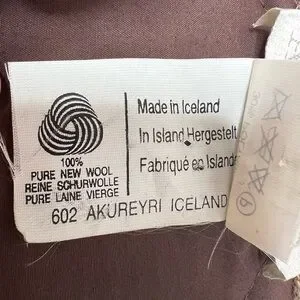 100%
PURE NEW WOOL
REINE SCHURWOLLE
PURE LAINE VIERGE
Made in Iceland
In Island Hergestelt
Fabriqué en Islande
602 AKUREYRI ICELAND